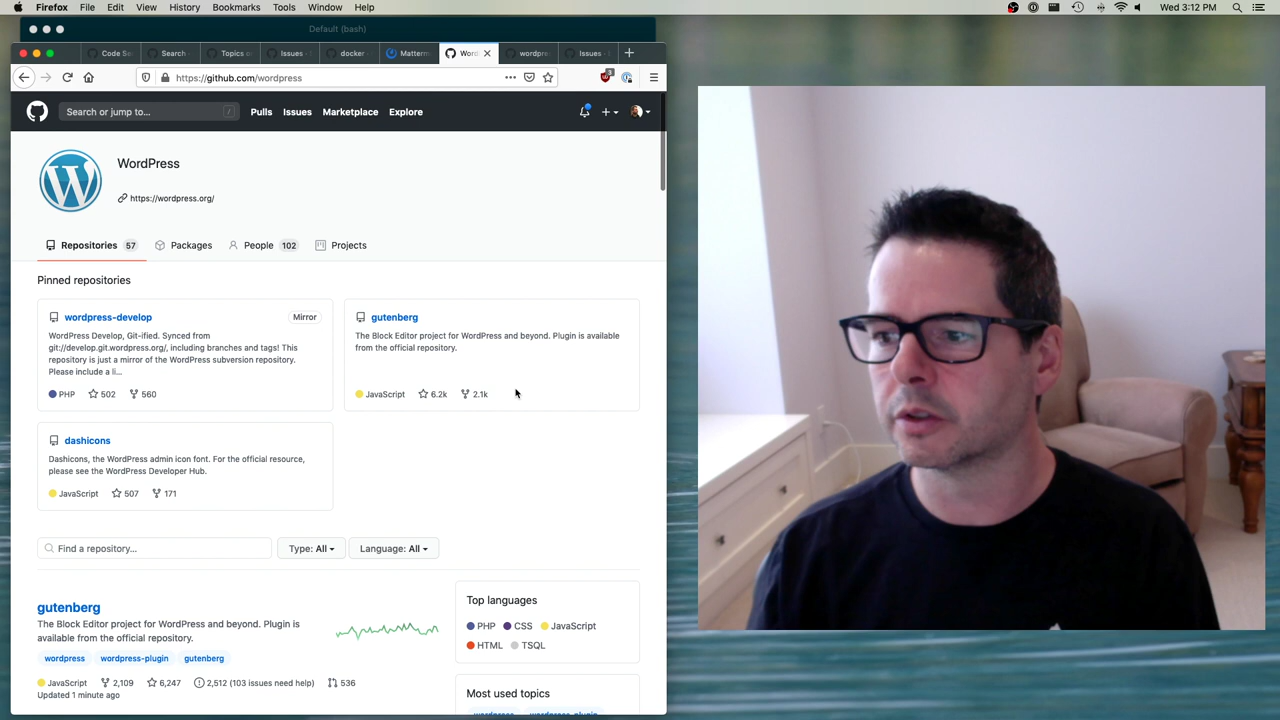 Firefox File Edit View History Bookmarks Tools Window Help Wed 3:12 PM
Default (bash)
Code Se Search · Topics o Issues · docker Matterm Word wordpre Issues ·
https://github.com/wordpress
Search or jump to... / Pulls Issues Marketplace Explore
WordPress
https://wordpress.org/
Repositories 57 Packages People 102 Projects
Pinned repositories
wordpress-develop Mirror
WordPress Develop, Git-ified. Synced from
git://develop.git.wordpress.org/, including branches and tags! This
repository is just a mirror of the WordPress subversion repository.
Please include a li...
PHP 502 560
gutenberg
The Block Editor project for WordPress and beyond. Plugin is available
from the official repository.
JavaScript 6.2k 2.1k
dashicons
Dashicons, the WordPress admin icon font. For the official resource,
please see the WordPress Developer Hub.
JavaScript 507 171
Find a repository... Type: All Language: All
gutenberg
The Block Editor project for WordPress and beyond. Plugin is
available from the official repository.
wordpress wordpress-plugin gutenberg
JavaScript 2,109 6,247 2,512 (103 issues need help) 536
Updated 1 minute ago
Top languages
PHP CSS JavaScript
HTML TSQL
Most used topics
wordpress wordpress-plugin